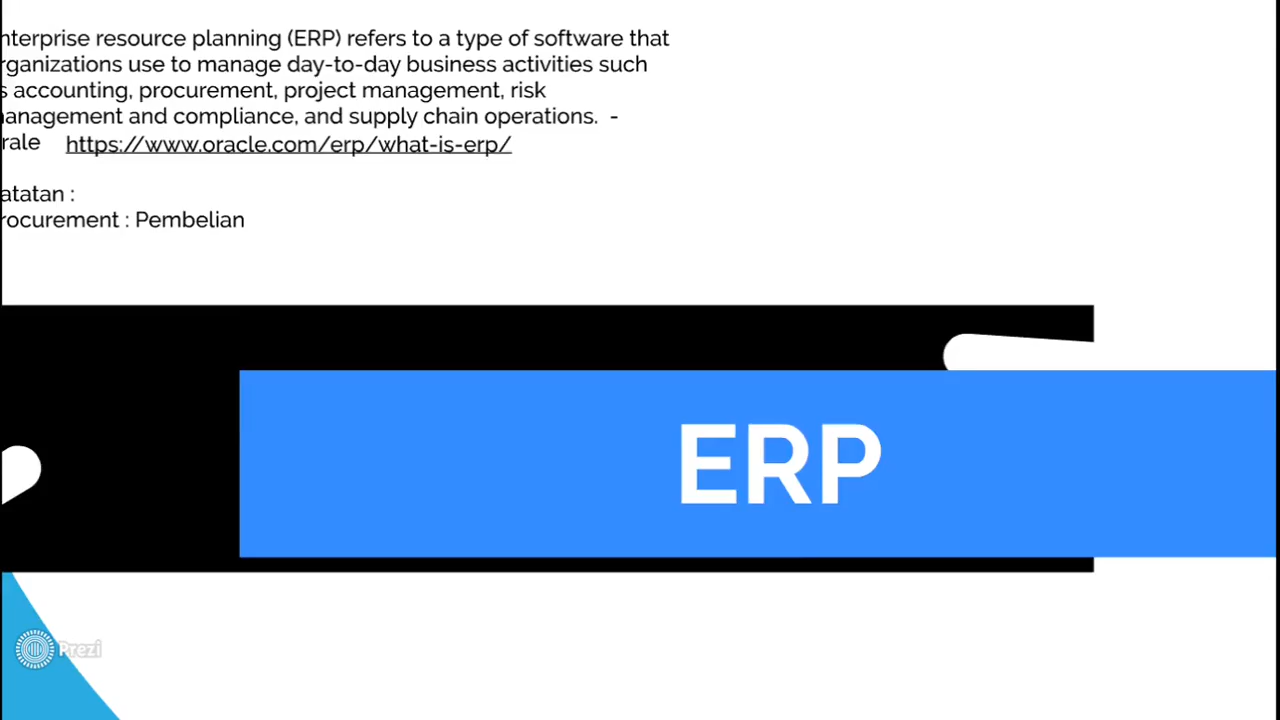 nterprise resource planning (ERP) refers to a type of software that
rganizations use to manage day-to-day business activities such
s accounting, procurement, project management, risk
anagement and compliance, and supply chain operations. -
rale https://www.oracle.com/erp/what-is-erp/
atatan :
rocurement : Pembelian
ERP
Prezi